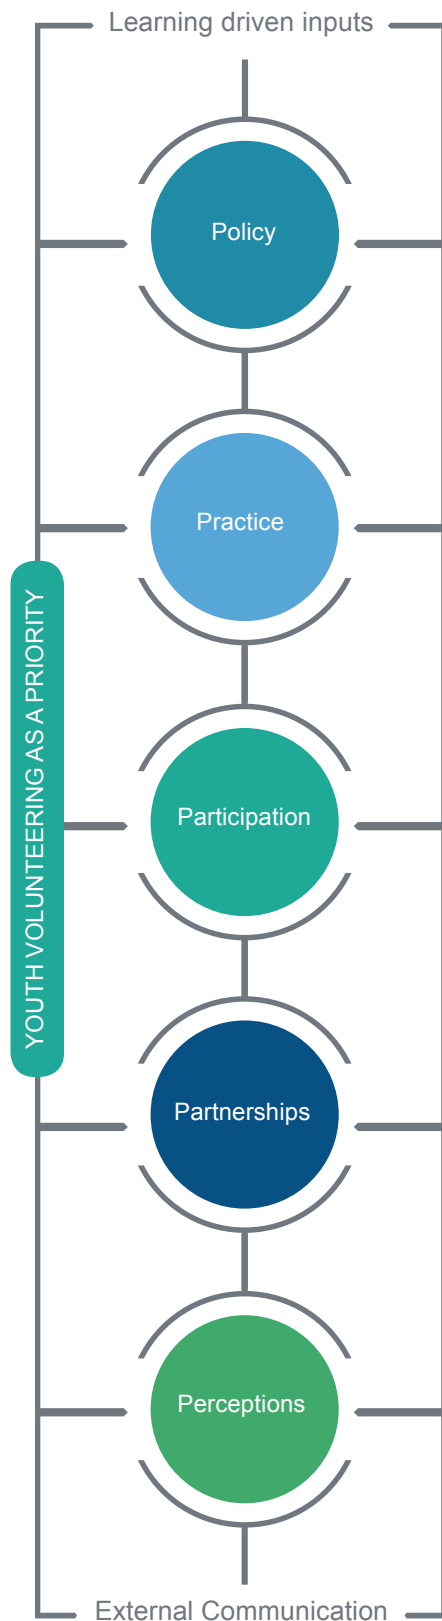 Learning driven inputs
Policy
Practice
YOUTH VOLUNTEERING AS A PRIORITY
Participation
Partnerships
Perceptions
External Communication